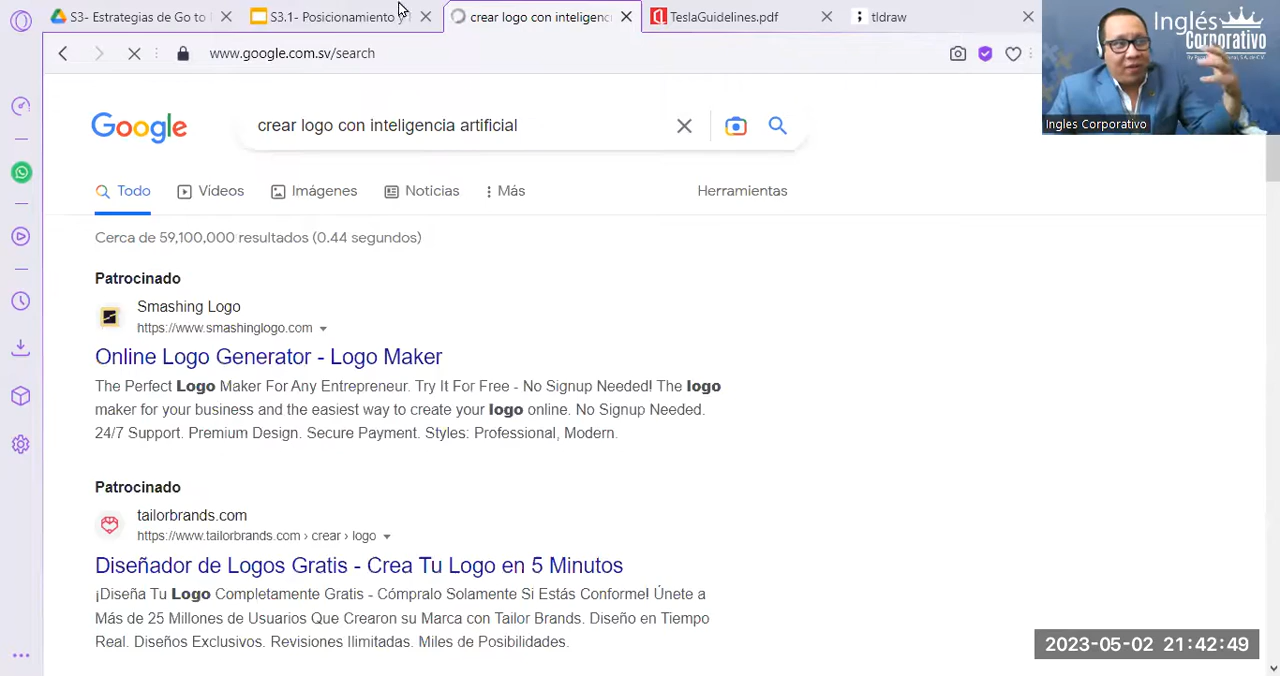 S3- Estrategias de Go to
S3.1- Posicionamiento y
crear logo con inteligenc
TeslaGuidelines.pdf
tldraw
www.google.com.sv/search
Inglés
Corporativo
Ingles Corporativo
Google
crear logo con inteligencia artificial
Todo
Videos
Imágenes
Noticias
Más
Herramientas
Cerca de 59,100,000 resultados (0.44 segundos)
Patrocinado
Smashing Logo
https://www.smashinglogo.com
Online Logo Generator - Logo Maker
The Perfect Logo Maker For Any Entrepreneur. Try It For Free - No Signup Needed! The logo
maker for your business and the easiest way to create your logo online. No Signup Needed.
24/7 Support. Premium Design. Secure Payment. Styles: Professional, Modern.
Patrocinado
tailorbrands.com
https://www.tailorbrands.com › crear › logo
Diseñador de Logos Gratis - Crea Tu Logo en 5 Minutos
¡Diseña Tu Logo Completamente Gratis - Cómpralo Solamente Si Estás Conforme! Únete a
Más de 25 Millones de Usuarios Que Crearon su Marca con Tailor Brands. Diseño en Tiempo
Real. Diseños Exclusivos. Revisiones Ilimitadas. Miles de Posibilidades.
2023-05-02 21:42:49